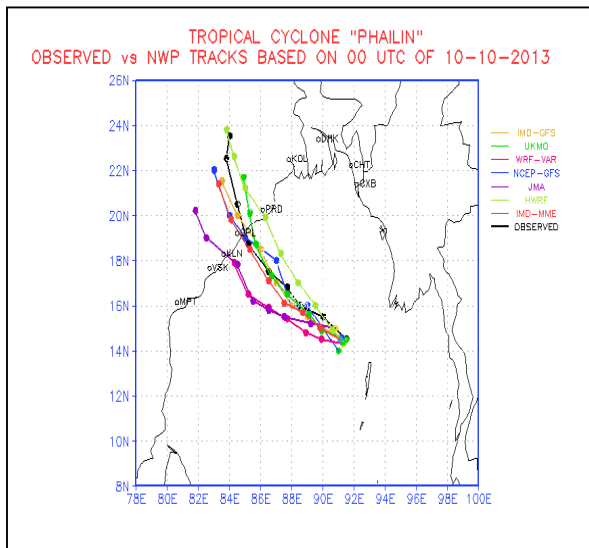 TROPICAL CYCLONE "PHAILIN"
OBSERVED vs NWP TRACKS BASED ON 00 UTC OF 10-10-2013
26N
24N
22N
20N
18N
16N
14N
12N
10N
8N
78E 80E 82E 84E 86E 88E 90E 92E 94E 96E 98E 100E
DHK
KOL
CHT
CXB
PRD
GPL
KLN
VSK
MPT
IMD-GFS
UKMO
WRF-VAR
NCEP-GFS
JMA
HWRF
IMD-MME
OBSERVED